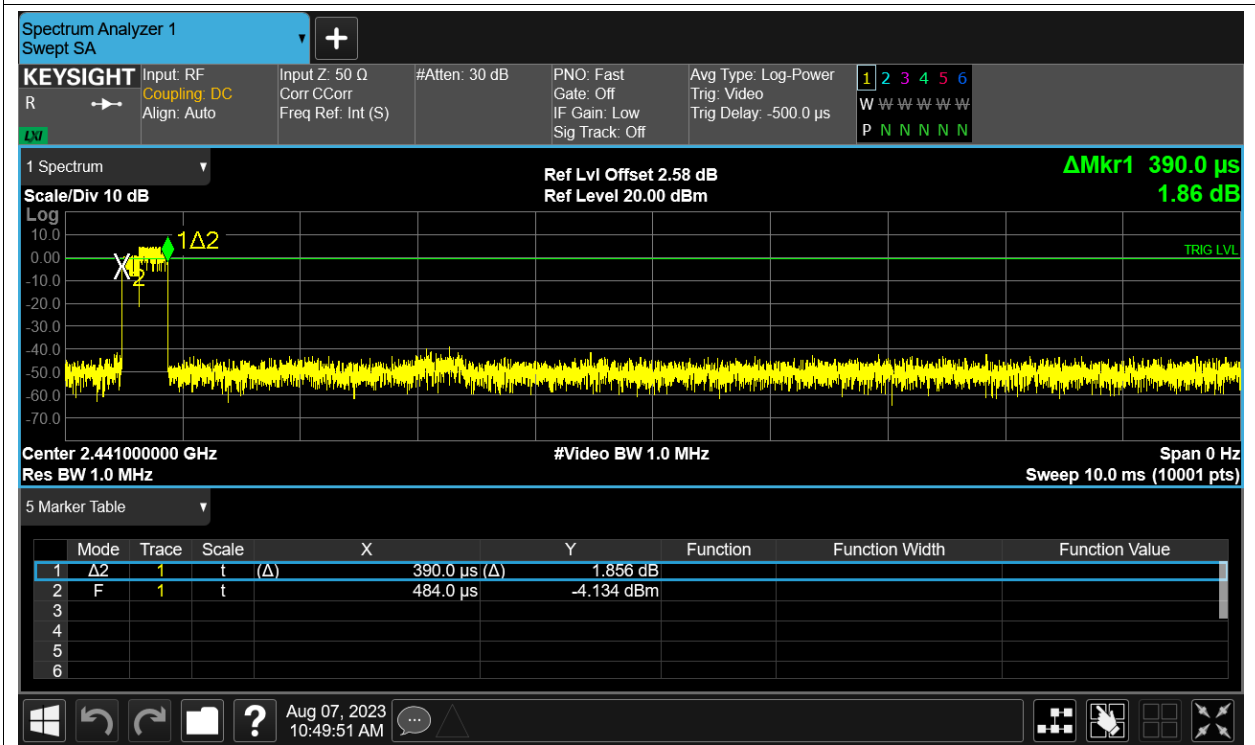 Spectrum Analyzer 1
Swept SA
KEYSIGHT Input: RF Input Z: 50 Ω #Atten: 30 dB PNO: Fast Avg Type: Log-Power 1 2 3 4 5 6
R Coupling: DC Corr CCorr Gate: Off Trig: Video W W W W W W
Align: Auto Freq Ref: Int (S) IF Gain: Low Trig Delay: -500.0 µs
LXI Sig Track: Off P N N N N N
1 Spectrum Ref Lvl Offset 2.58 dB ΔMkr1 390.0 µs
Scale/Div 10 dB Ref Level 20.00 dBm 1.86 dB
Log
10.0 1Δ2
0.00 TRIG LVL
2
-10.0
-20.0
-30.0
-40.0
-50.0
-60.0
-70.0
Center 2.441000000 GHz #Video BW 1.0 MHz Span 0 Hz
Res BW 1.0 MHz Sweep 10.0 ms (10001 pts)
5 Marker Table
Mode Trace Scale X Y Function Function Width Function Value
1 Δ2 1 t (Δ) 390.0 µs (Δ) 1.856 dB
2 F 1 t 484.0 µs -4.134 dBm
3
4
5
6
? Aug 07, 2023
10:49:51 AM